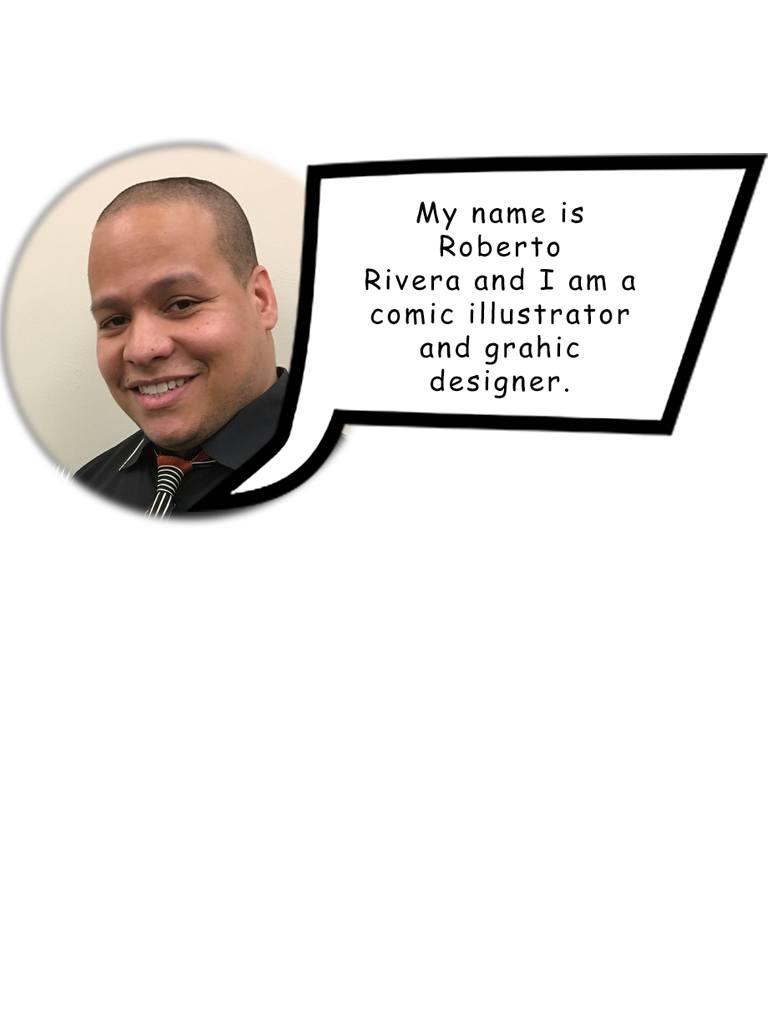 My name is
Roberto
Rivera and I am a
comic illustrator
and grahic
designer.